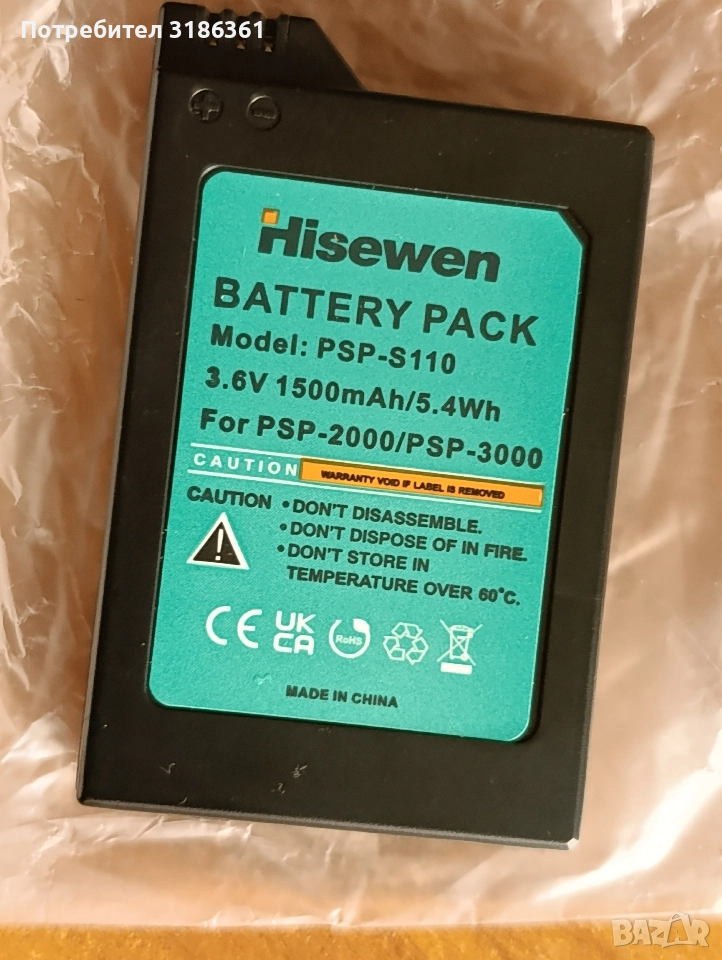 Потребител 3186361
Hisewen
BATTERY PACK
Model: PSP-S110
3.6V 1500mAh/5.4Wh
For PSP-2000/PSP-3000
CAUTION WARRANTY VOID IF LABEL IS REMOVED
CAUTION • DON'T DISASSEMBLE.
• DON'T DISPOSE OF IN FIRE.
• DON'T STORE IN
TEMPERATURE OVER 60°C.
CE UK CA RoHS
MADE IN CHINA
BAZAR